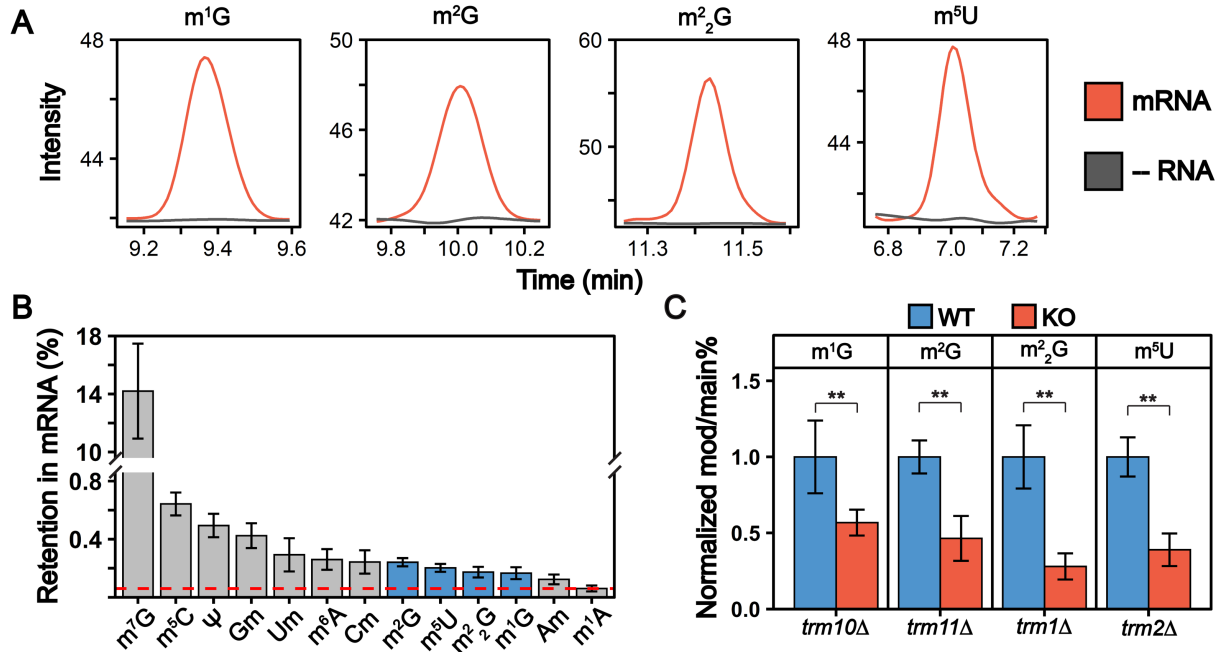 A
m¹G
m²G
m²₂G
m⁵U
Intensity
48
44
50
46
42
60
50
48
44
9.2 9.4 9.6
9.8 10.0 10.2
11.3 11.5
6.8 7.0 7.2
Time (min)
mRNA
-- RNA
B
Retention in mRNA (%)
18
14
10
0.8
0.4
m⁷G m⁵C Ψ Gm Um m⁶A Cm m²G m⁵U m²₂G m¹G Am m¹A
C
WT KO
m¹G m²G m²₂G m⁵U
Normalized mod/main%
1.5
1.0
0.5
0.0
** ** ** **
trm10Δ trm11Δ trm1Δ trm2Δ